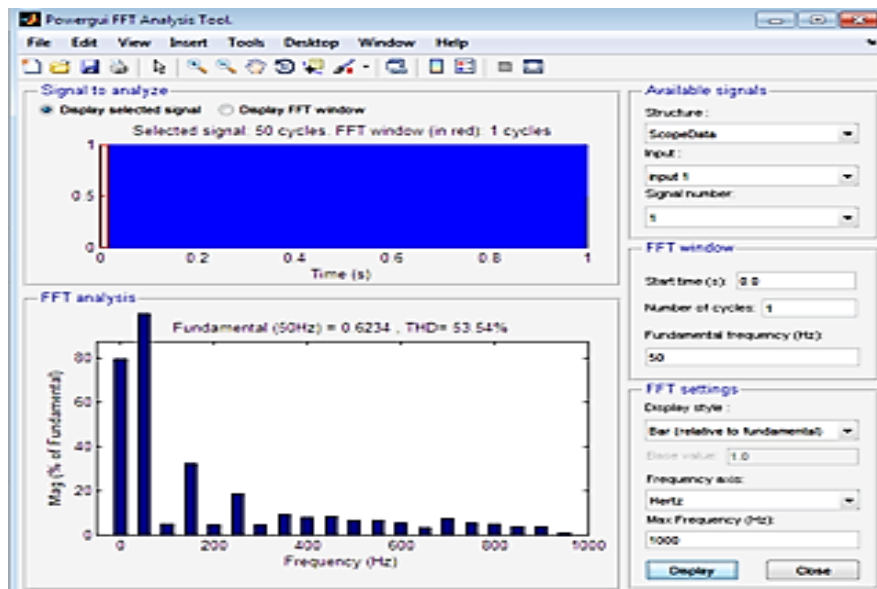 Powergui FFT Analysis Tool.
File Edit View Insert Tools Desktop Window Help
Signal to analyze
Display selected signal Display FFT window
Selected signal: 50 cycles. FFT window (in red): 1 cycles
1
0.5
0
0 0.2 0.4 0.6 0.8 1
Time (s)
FFT analysis
Fundamental (50Hz) = 0.6234 , THD= 53.54%
Mag (% of Fundamental)
80
60
40
20
0
0 200 400 600 800 1000
Frequency (Hz)
Available signals
Structure :
ScopeData
Input :
input 1
Signal number:
1
FFT window
Start time (s): 0.0
Number of cycles: 1
Fundamental frequency (Hz):
50
FFT settings
Display style :
Bar (relative to fundamental)
Base value: 1.0
Frequency axis:
Hertz
Max Frequency (Hz):
1000
Display Close